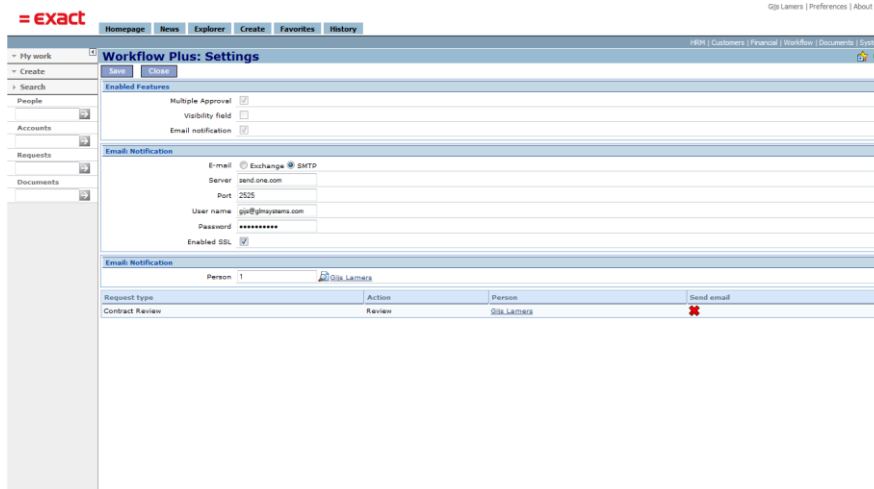 Gijs Lamers | Preferences | About
= exact
Homepage News Explorer Create Favorites History
HRM | Customers | Financial | Workflow | Documents | Syst
My work
Create
Search
People
Accounts
Requests
Documents
Workflow Plus: Settings
Save Close
Enabled Features
Multiple Approval
Visibility field
Email notification
Email: Notification
E-mail Exchange SMTP
Server send.one.com
Port 2525
User name gijs@glmsystems.com
Password ••••••••••
Enabled SSL
Email: Notification
Person 1 Gijs Lamers
Request type Action Person Send email
Contract Review Review Gijs Lamers